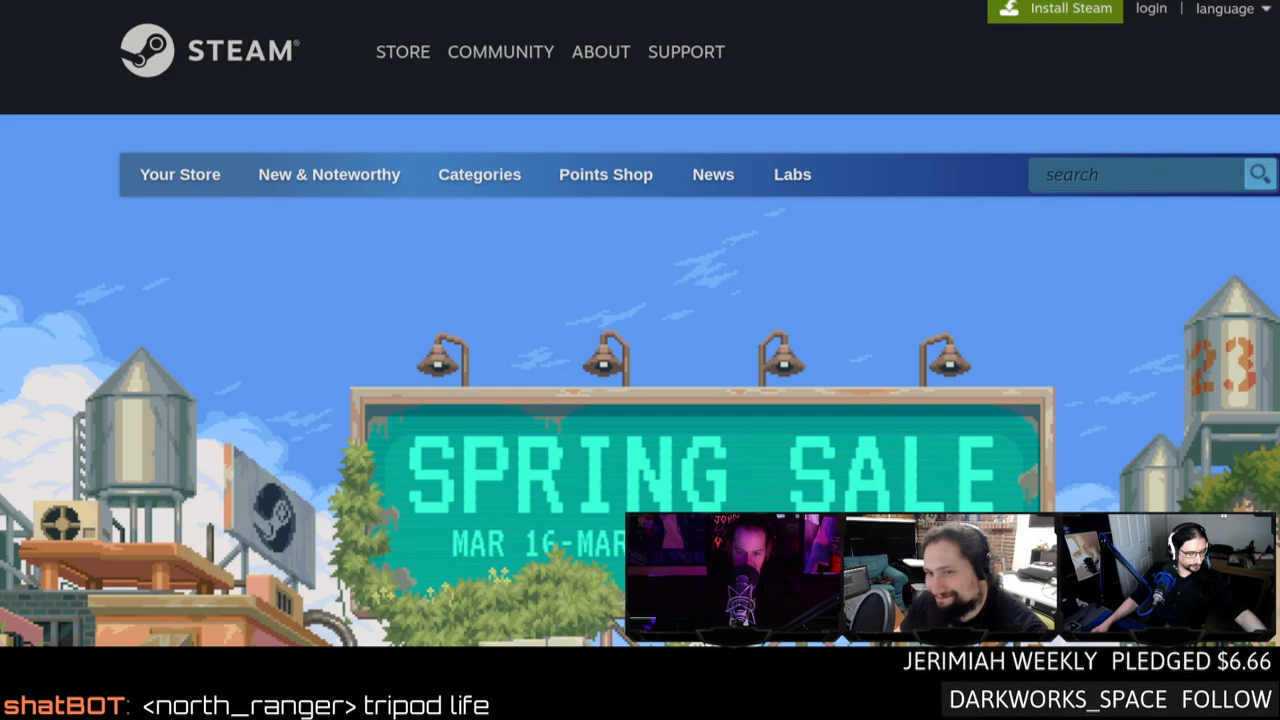 Install Steam login | language
STEAM®
STORE COMMUNITY ABOUT SUPPORT
Your Store New & Noteworthy Categories Points Shop News Labs
search
23
SPRING SALE
MAR 16-MAR
JOHN
JERIMIAH WEEKLY PLEDGED $6.66
DARKWORKS_SPACE FOLLOW
shatBOT: <north_ranger> tripod life